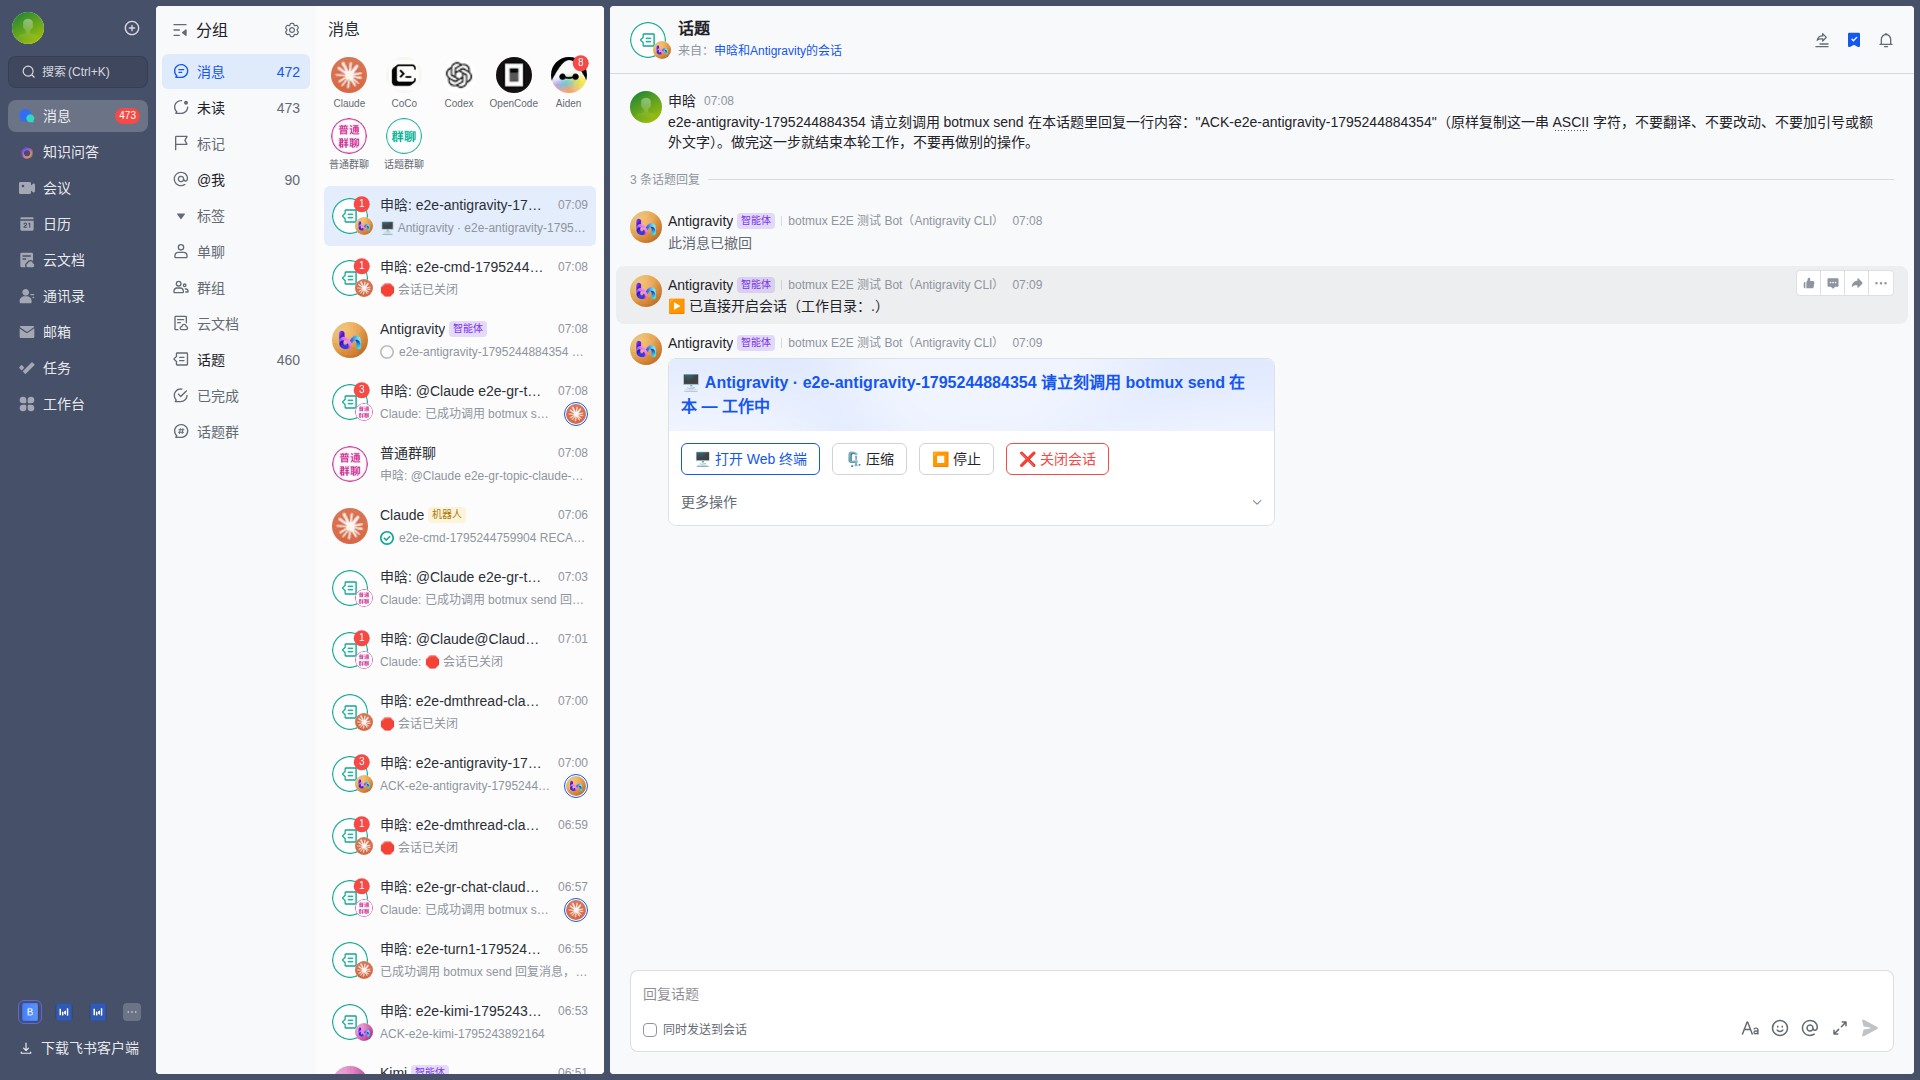 搜索 (Ctrl+K)
消息 473
知识问答
会议
日历
云文档
通讯录
邮箱
任务
工作台
下载飞书客户端
分组
消息 472
未读 473
标记
@我 90
标签
单聊
群组
云文档
话题 460
已完成
话题群
消息
8
Claude CoCo Codex OpenCode Aiden
普通群聊 群聊
普通群聊 话题群聊
1 申晗: e2e-antigravity-17… 07:09
Antigravity · e2e-antigravity-1795…
1 申晗: e2e-cmd-1795244… 07:08
会话已关闭
Antigravity 智能体 07:08
e2e-antigravity-1795244884354 …
3 申晗: @Claude e2e-gr-t… 07:08
Claude: 已成功调用 botmux s…
普通群聊 07:08
申晗: @Claude e2e-gr-topic-claude-…
Claude 机器人 07:06
e2e-cmd-1795244759904 RECA…
申晗: @Claude e2e-gr-t… 07:03
Claude: 已成功调用 botmux send 回…
1 申晗: @Claude@Claud… 07:01
Claude: 会话已关闭
申晗: e2e-dmthread-cla… 07:00
会话已关闭
3 申晗: e2e-antigravity-17… 07:00
ACK-e2e-antigravity-1795244…
1 申晗: e2e-dmthread-cla… 06:59
会话已关闭
1 申晗: e2e-gr-chat-claud… 06:57
Claude: 已成功调用 botmux s…
申晗: e2e-turn1-179524… 06:55
已成功调用 botmux send 回复消息，…
申晗: e2e-kimi-1795243… 06:53
ACK-e2e-kimi-1795243892164
Kimi 智能体 06:51
话题
来自：申晗和Antigravity的会话
申晗 07:08
e2e-antigravity-1795244884354 请立刻调用 botmux send 在本话题里回复一行内容："ACK-e2e-antigravity-1795244884354"（原样复制这一串 ASCII 字符，不要翻译、不要改动、不要加引号或额
外文字）。做完这一步就结束本轮工作，不要再做别的操作。
3 条话题回复
Antigravity 智能体 | botmux E2E 测试 Bot（Antigravity CLI） 07:08
此消息已撤回
Antigravity 智能体 | botmux E2E 测试 Bot（Antigravity CLI） 07:09
已直接开启会话（工作目录：.）
Antigravity 智能体 | botmux E2E 测试 Bot（Antigravity CLI） 07:09
Antigravity · e2e-antigravity-1795244884354 请立刻调用 botmux send 在
本 — 工作中
打开 Web 终端 压缩 停止 关闭会话
更多操作
回复话题
同时发送到会话